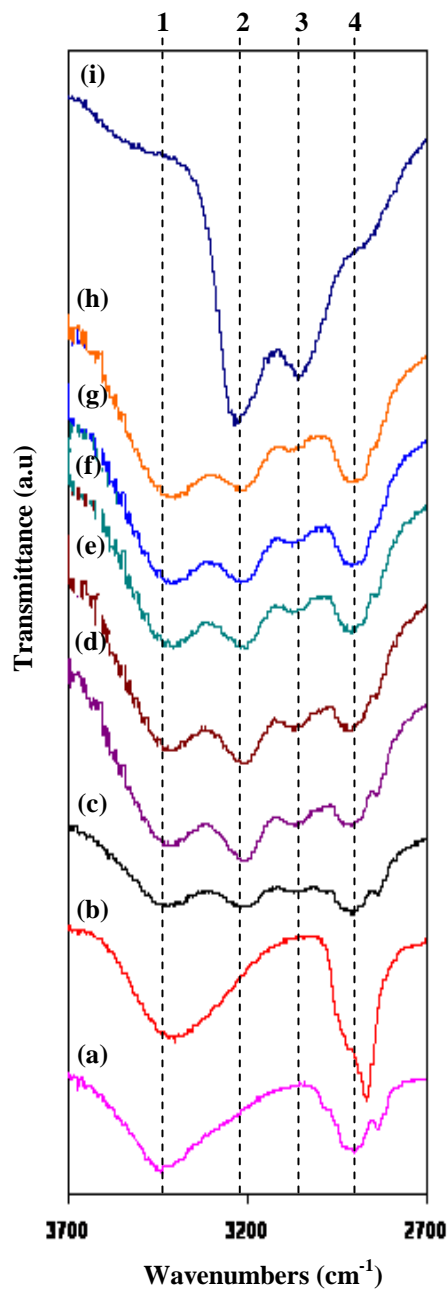 1 2 3 4
(i)
(h)
(g)
(f)
(e)
(d)
(c)
(b)
(a)
Transmittance (a.u)
3700 3200 2700
Wavenumbers (cm-1)